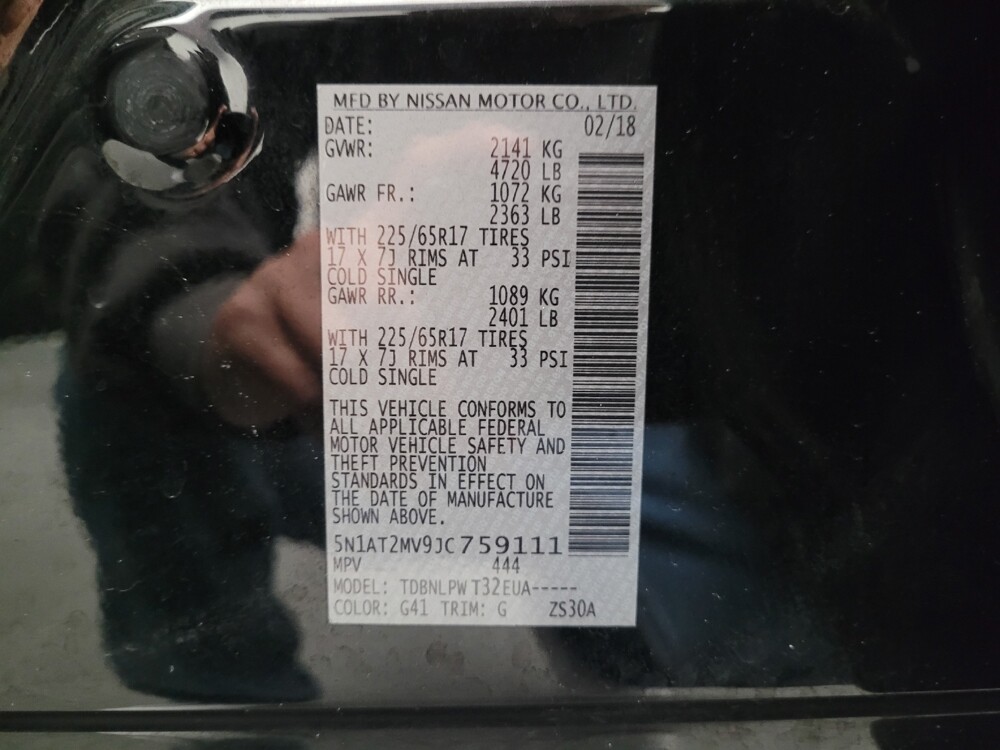 MFD BY NISSAN MOTOR CO., LTD.
DATE: 02/18
GVWR: 2141 KG
4720 LB
GAWR FR.: 1072 KG
2363 LB
WITH 225/65R17 TIRES
17 X 7J RIMS AT 33 PSI
COLD SINGLE
GAWR RR.: 1089 KG
2401 LB
WITH 225/65R17 TIRES
17 X 7J RIMS AT 33 PSI
COLD SINGLE
THIS VEHICLE CONFORMS TO
ALL APPLICABLE FEDERAL
MOTOR VEHICLE SAFETY AND
THEFT PREVENTION
STANDARDS IN EFFECT ON
THE DATE OF MANUFACTURE
SHOWN ABOVE.
5N1AT2MV9JC759111
MPV 444
MODEL: TDBNLPW T32EUA-----
COLOR: G41 TRIM: G ZS30A